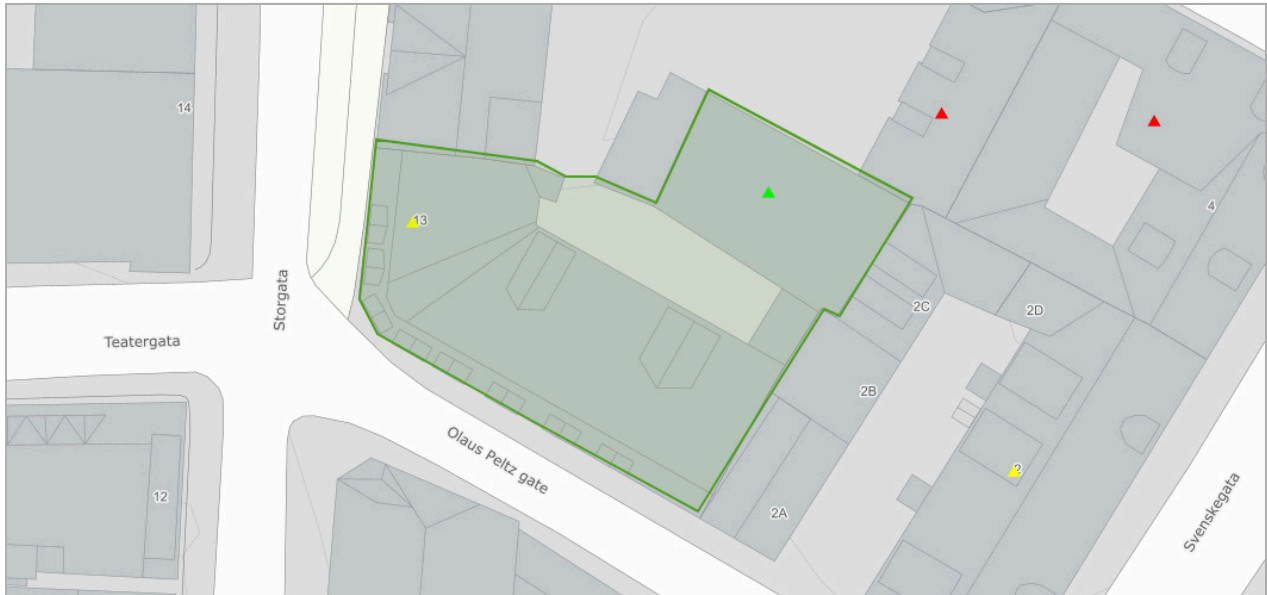 14
13
4
Storgata
2C
2D
Teatergata
2B
Olaus Peltz gate
2
12
2A
Svenskegata